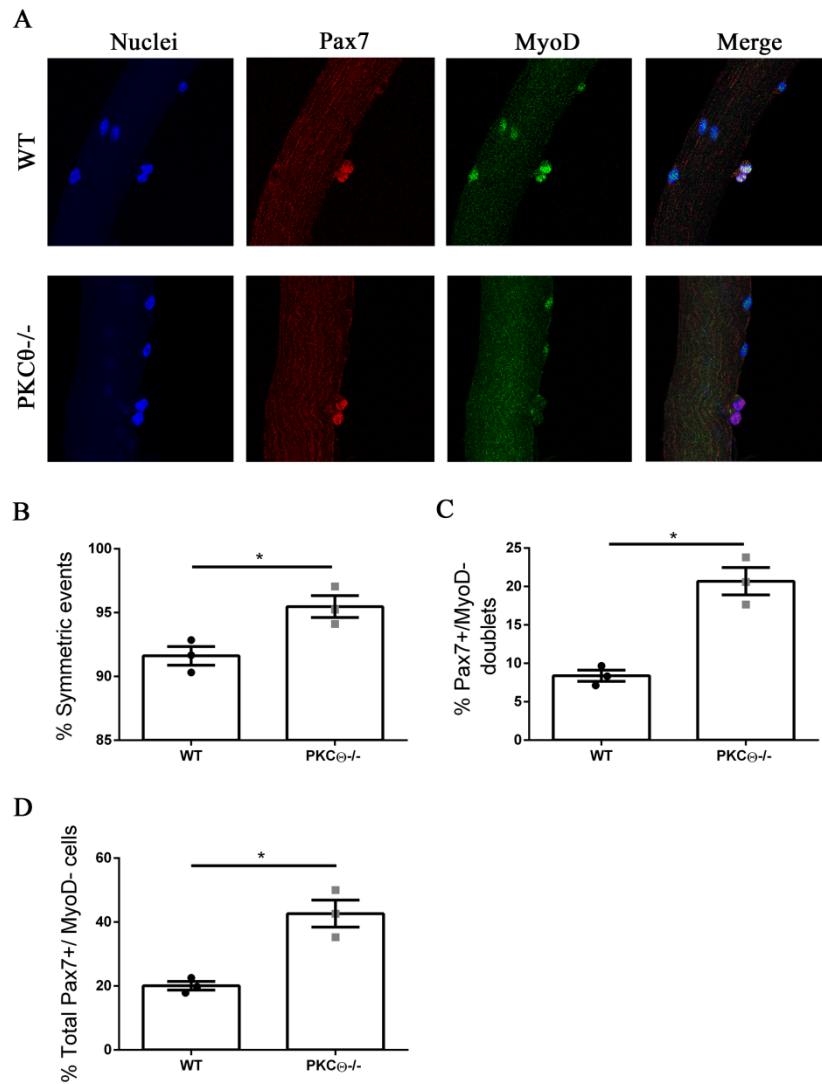 A
Nuclei Pax7 MyoD Merge
WT
PKCθ-/-
B
% Symmetric events
100
95
90
85
*
WT PKCΘ-/-
C
% Pax7+/MyoD-
doublets
25
20
15
10
5
0
*
WT PKCΘ-/-
D
% Total Pax7+/ MyoD- cells
60
40
20
0
*
WT PKCΘ-/-